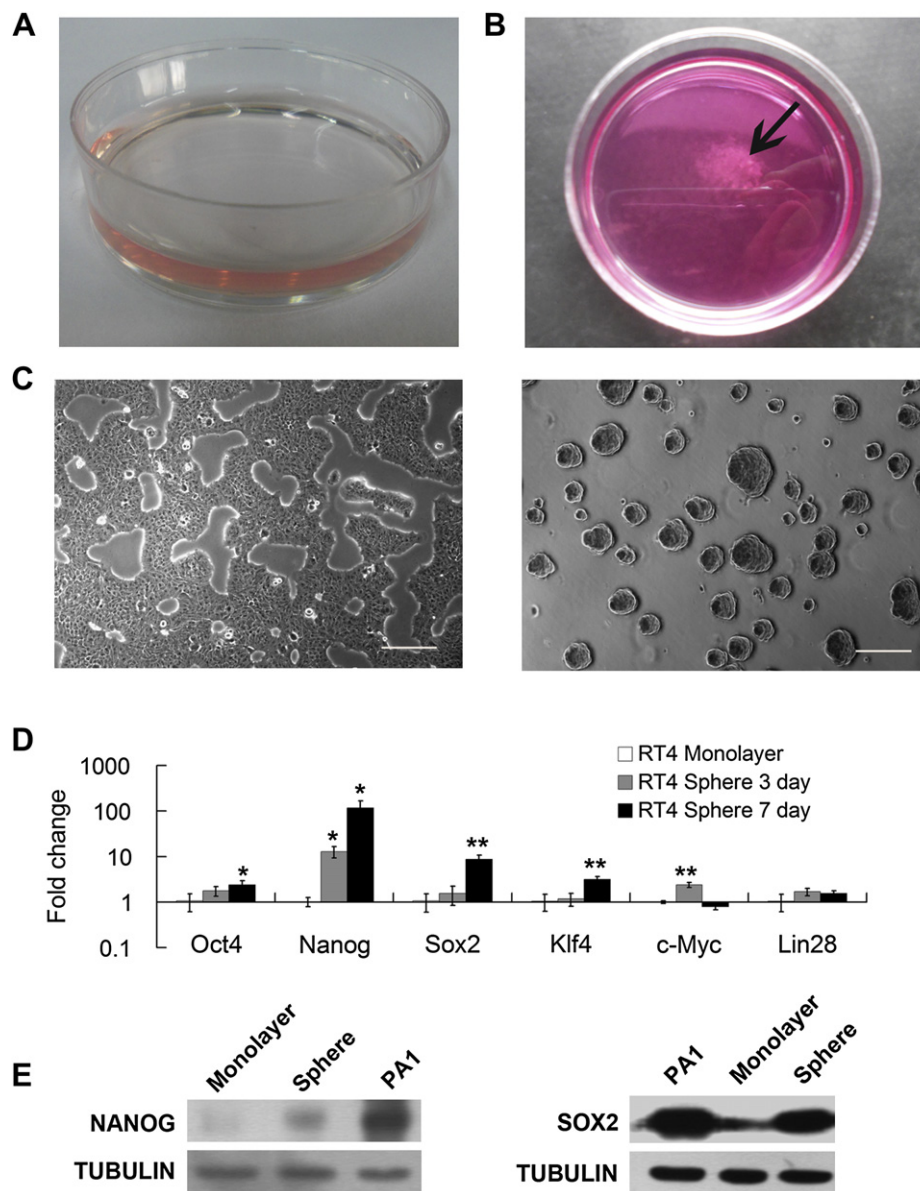 A
B
C
D
1000
100
10
1
0.1
Fold change
RT4 Monolayer
RT4 Sphere 3 day
RT4 Sphere 7 day
*
*
*
**
**
**
Oct4 Nanog Sox2 Klf4 c-Myc Lin28
E
Monolayer Sphere PA1
NANOG
TUBULIN
PA1 Monolayer Sphere
SOX2
TUBULIN